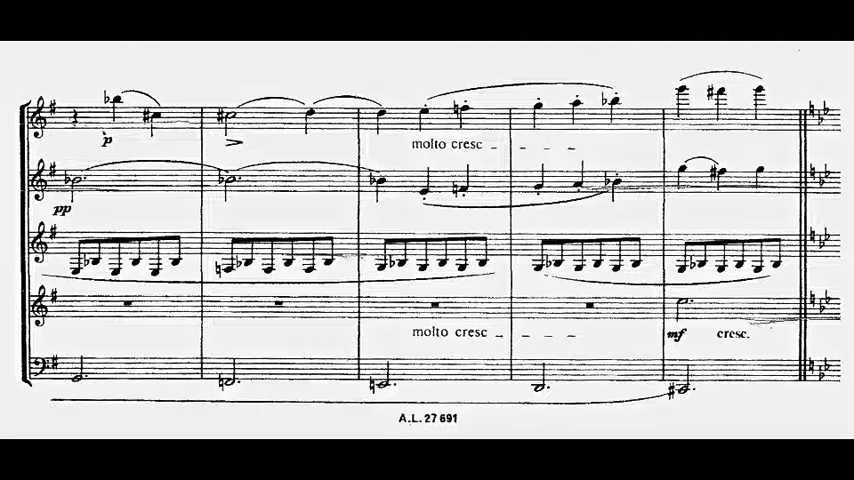 p
molto cresc
pp
molto cresc
mf cresc.
A.L. 27 691